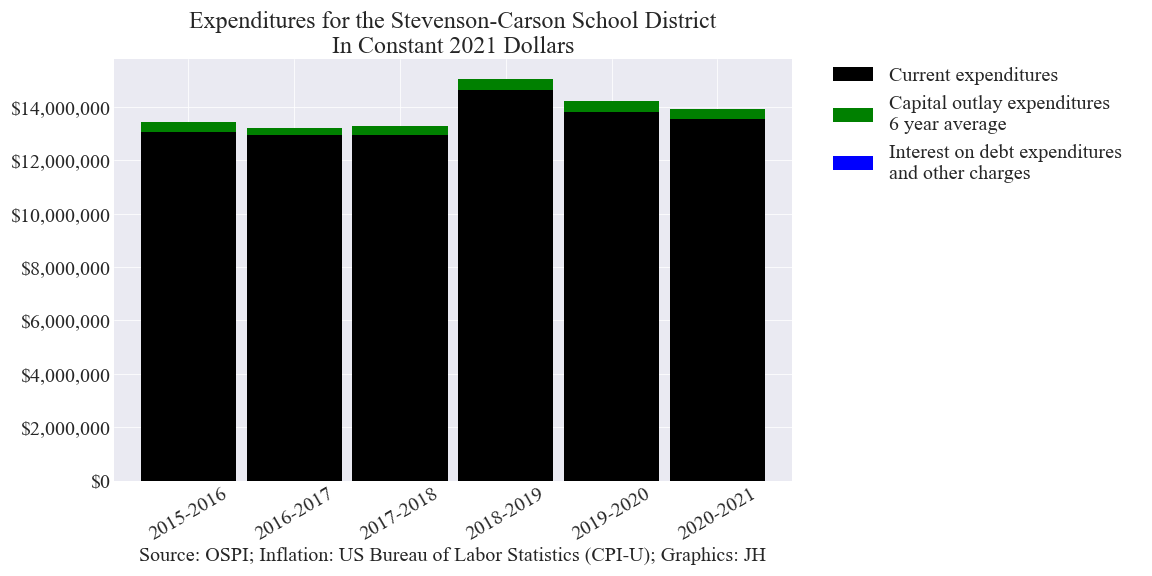 Expenditures for the Stevenson-Carson School District
In Constant 2021 Dollars
Current expenditures
Capital outlay expenditures
6 year average
Interest on debt expenditures
and other charges
$14,000,000
$12,000,000
$10,000,000
$8,000,000
$6,000,000
$4,000,000
$2,000,000
$0
2015-2016
2016-2017
2017-2018
2018-2019
2019-2020
2020-2021
Source: OSPI; Inflation: US Bureau of Labor Statistics (CPI-U); Graphics: JH